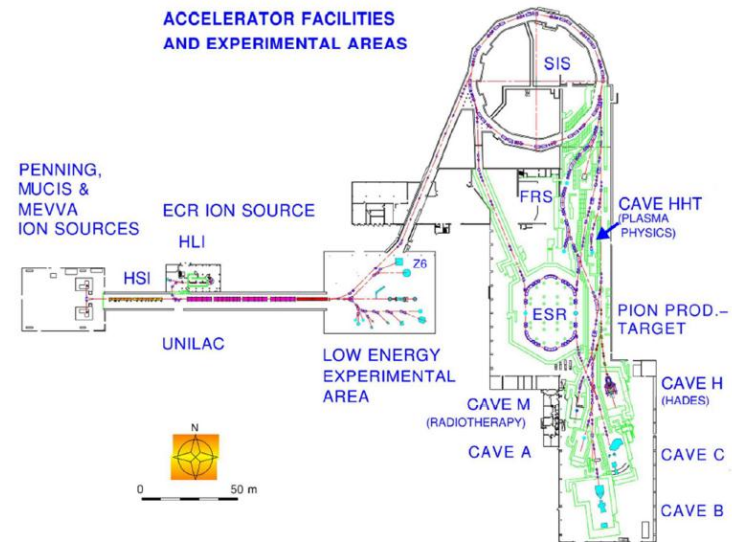 ACCELERATOR FACILITIES
AND EXPERIMENTAL AREAS
SIS
PENNING,
MUCIS &
MEVVA
ION SOURCES
ECR ION SOURCE
HLI
HSI
UNILAC
Z6
LOW ENERGY
EXPERIMENTAL
AREA
FRS
CAVE HHT
(PLASMA
PHYSICS)
ESR
PION PROD.–
TARGET
CAVE M
(RADIOTHERAPY)
CAVE A
CAVE H
(HADES)
CAVE C
CAVE B
N
0 50 m